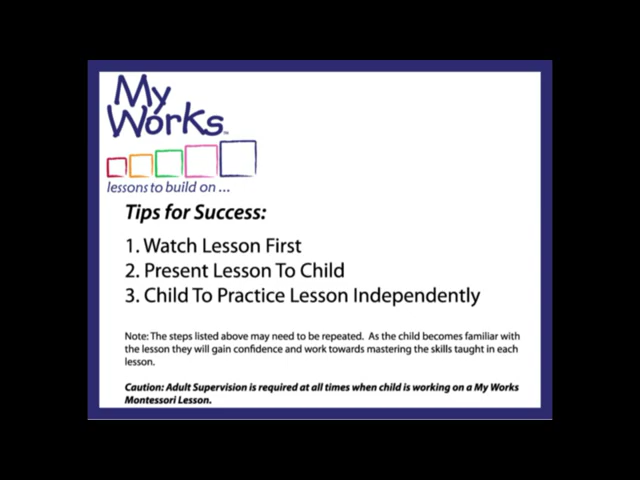 My
Works™
lessons to build on ...
Tips for Success:
1. Watch Lesson First
2. Present Lesson To Child
3. Child To Practice Lesson Independently
Note: The steps listed above may need to be repeated. As the child becomes familiar with
the lesson they will gain confidence and work towards mastering the skills taught in each
lesson.
Caution: Adult Supervision is required at all times when child is working on a My Works
Montessori Lesson.